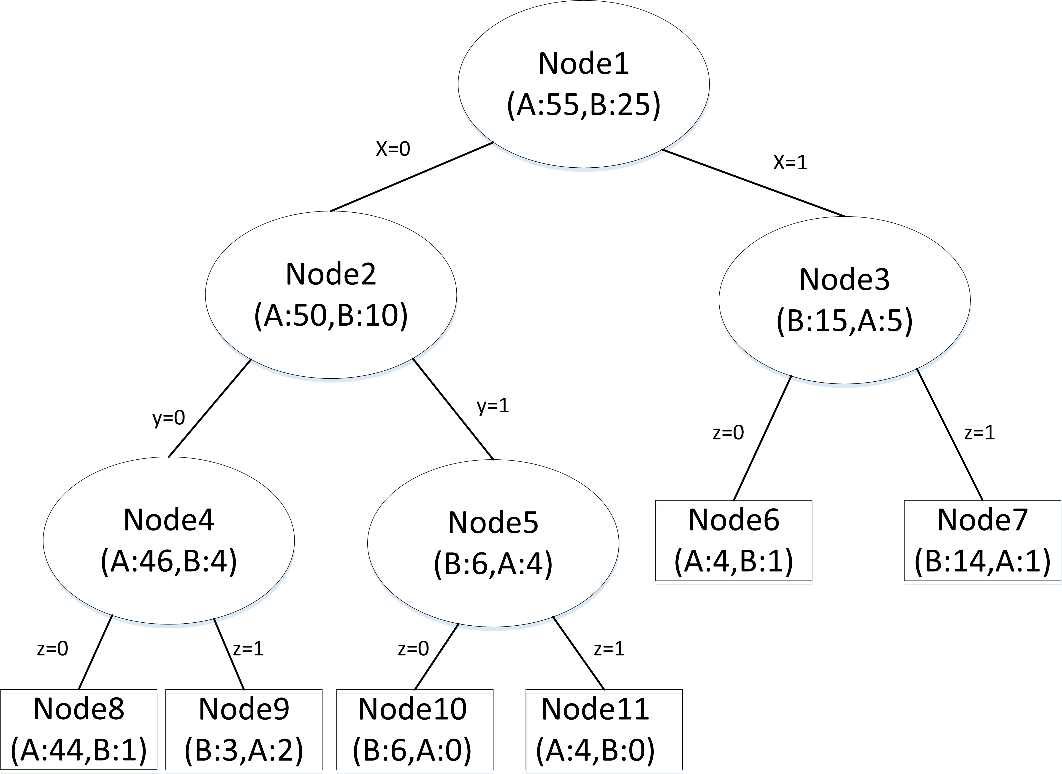 Node1
(A:55,B:25)
X=0
X=1
Node2
(A:50,B:10)
Node3
(B:15,A:5)
y=0
y=1
z=0
z=1
Node4
(A:46,B:4)
Node5
(B:6,A:4)
Node6
(A:4,B:1)
Node7
(B:14,A:1)
z=0
z=1
z=0
z=1
Node8
(A:44,B:1)
Node9
(B:3,A:2)
Node10
(B:6,A:0)
Node11
(A:4,B:0)